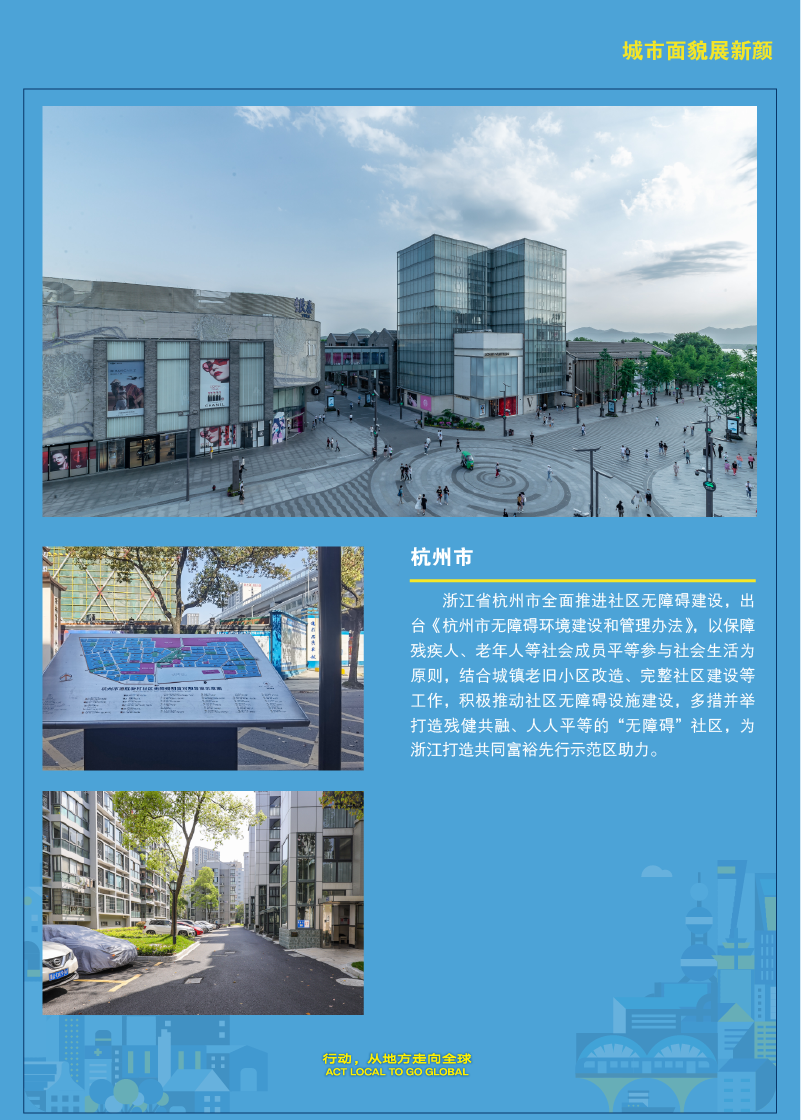 城市面貌展新颜
杭州市
浙江省杭州市全面推进社区无障碍建设，出
台《杭州市无障碍环境建设和管理办法》，以保障
残疾人、老年人等社会成员平等参与社会生活为
原则，结合城镇老旧小区改造、完整社区建设等
工作，积极推动社区无障碍设施建设，多措并举
打造残健共融、人人平等的“无障碍”社区，为
浙江打造共同富裕先行示范区助力。
行动，从地方走向全球
ACT LOCAL TO GO GLOBAL